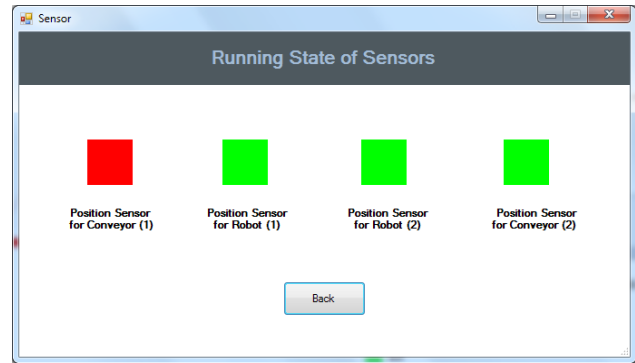 Sensor
Running State of Sensors
Position Sensor
for Conveyor (1)
Position Sensor
for Robot (1)
Position Sensor
for Robot (2)
Position Sensor
for Conveyor (2)
Back